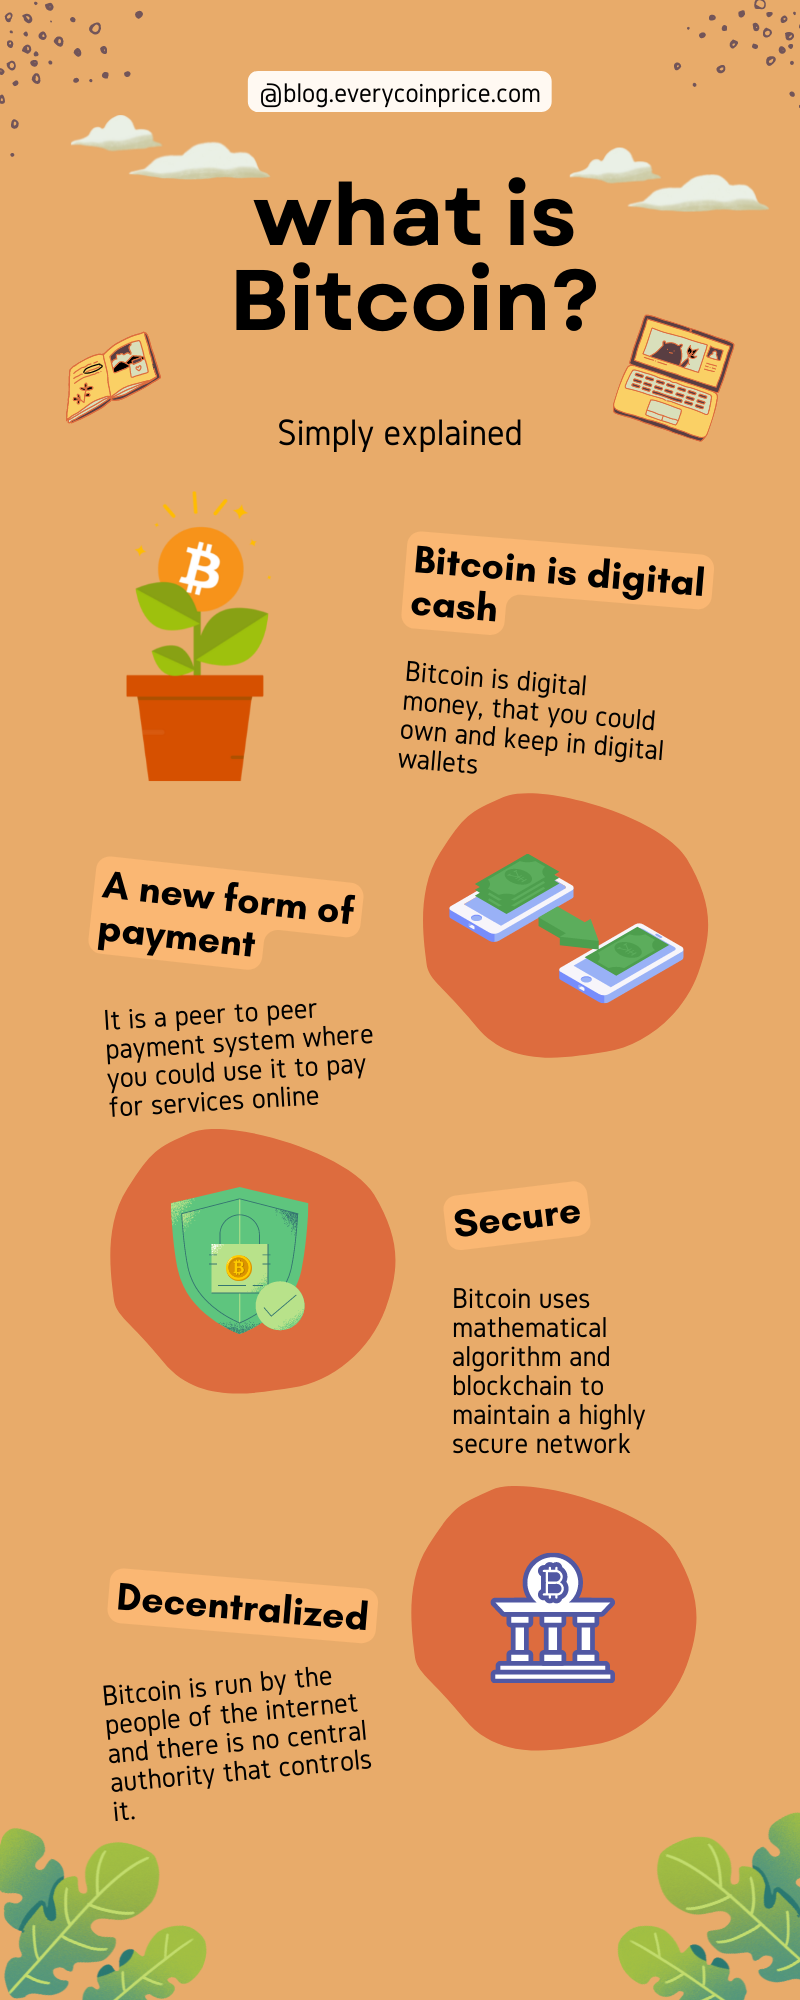 @blog.everycoinprice.com
what is
Bitcoin?
Simply explained
Bitcoin is digital
cash
Bitcoin is digital
money, that you could
own and keep in digital
wallets
A new form of
payment
It is a peer to peer
payment system where
you could use it to pay
for services online
Secure
Bitcoin uses
mathematical
algorithm and
blockchain to
maintain a highly
secure network
Decentralized
Bitcoin is run by the
people of the internet
and there is no central
authority that controls
it.